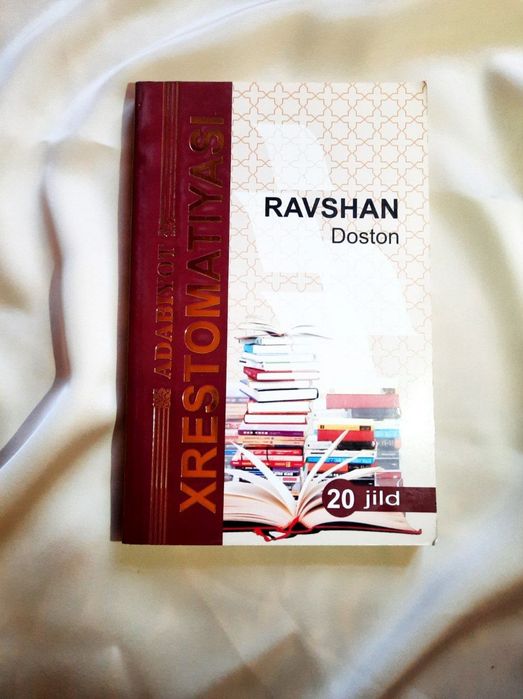 ADABIYOT
XRESTOMATIYASI
RAVSHAN
Doston
20 jild